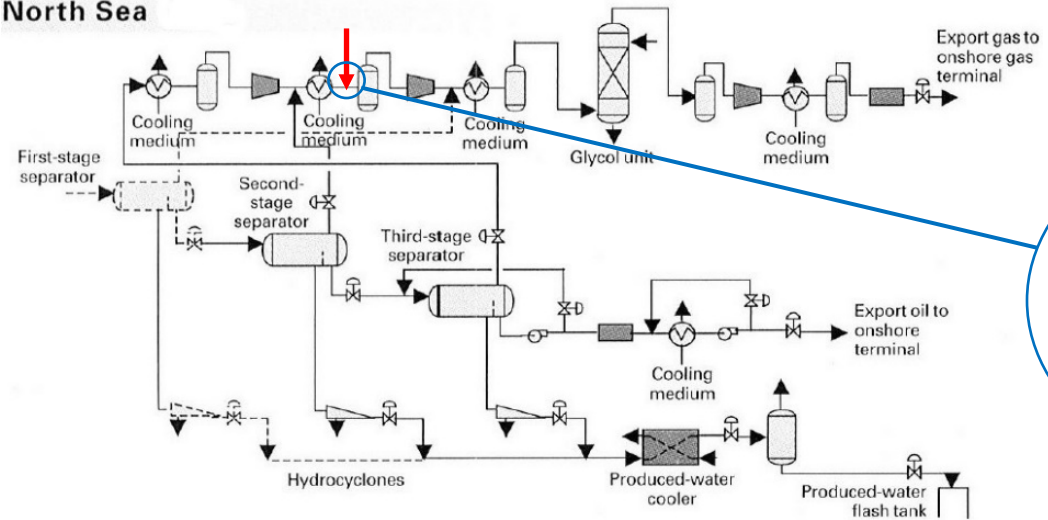 North Sea
Export gas to
onshore gas
terminal
Cooling
medium
Cooling
medium
Cooling
medium
Glycol unit
Cooling
medium
First-stage
separator
Second-
stage
separator
Third-stage
separator
Export oil to
onshore
terminal
Cooling
medium
Hydrocyclones
Produced-water
cooler
Produced-water
flash tank